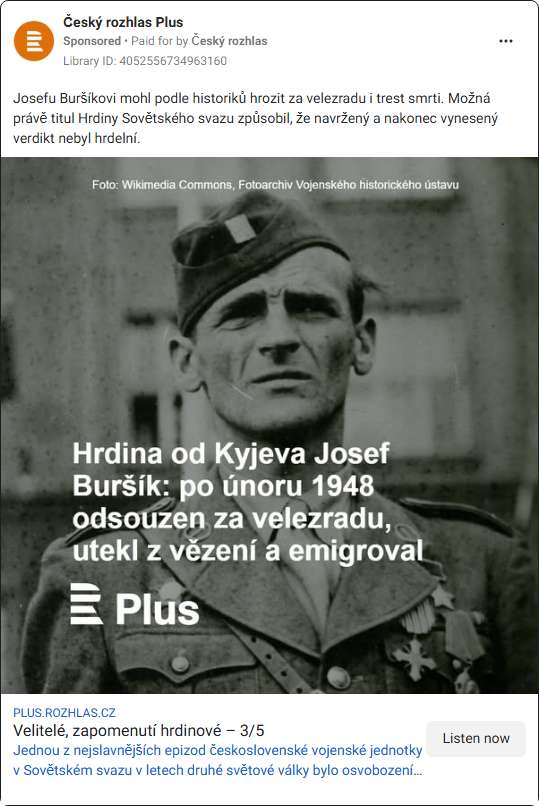 Český rozhlas Plus
Sponsored • Paid for by Český rozhlas
Library ID: 4052556734963160
Josefu Buršíkovi mohl podle historiků hrozit za velezradu i trest smrti. Možná
právě titul Hrdiny Sovětského svazu způsobil, že navržený a nakonec vynesený
verdikt nebyl hrdelní.
Foto: Wikimedia Commons, Fotoarchiv Vojenského historického ústavu
Hrdina od Kyjeva Josef
Buršík: po únoru 1948
odsouzen za velezradu,
utekl z vězení a emigroval
Plus
PLUS.ROZHLAS.CZ
Velitelé, zapomenutí hrdinové – 3/5
Jednou z nejslavnějších epizod československé vojenské jednotky
v Sovětském svazu v letech druhé světové války bylo osvobození…
Listen now